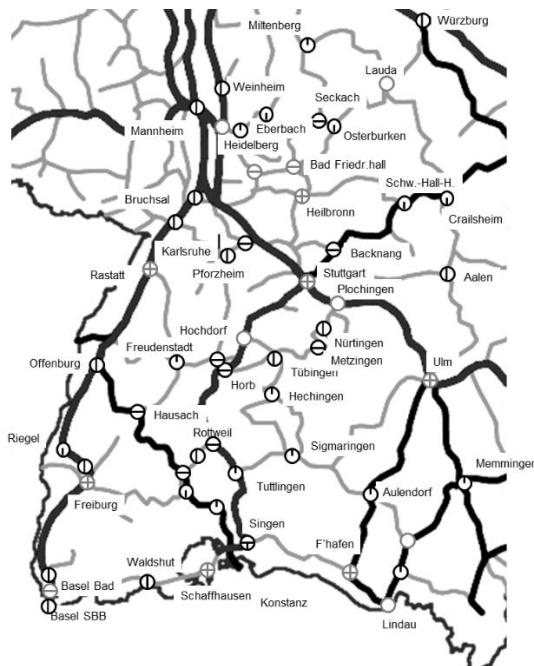 Miltenberg
Würzburg
Lauda
Weinheim
Seckach
Mannheim
Eberbach
Heidelberg
Osterburken
Bad Friedr.hall
Schw.-Hall-H.
Bruchsal
Heilbronn
Crailsheim
Karlsruhe
Backnang
Pforzheim
Stuttgart
Rastatt
Aalen
Plochingen
Hochdorf
Nürtingen
Freudenstadt
Metzingen
Ulm
Offenburg
Tübingen
Horb
Hechingen
Hausach
Rottweil
Riegel
Sigmaringen
Memmingen
Tuttlingen
Aulendorf
Freiburg
Singen
Waldshut
F'hafen
Basel Bad
Schaffhausen
Konstanz
Basel SBB
Lindau